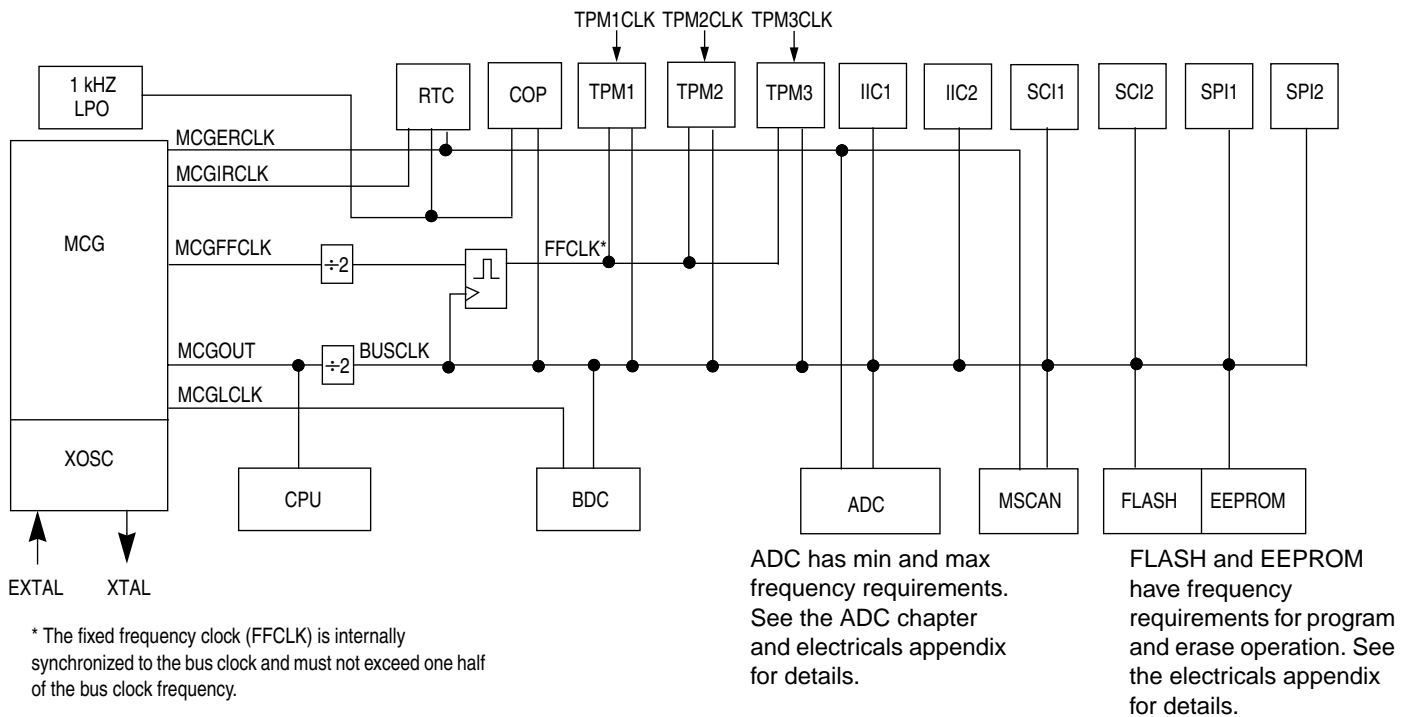 TPM1CLK TPM2CLK TPM3CLK
1 kHZ
LPO
RTC
COP
TPM1
TPM2
TPM3
IIC1
IIC2
SCI1
SCI2
SPI1
SPI2
MCGERCLK
MCGIRCLK
MCG
MCGFFCLK
÷2
FFCLK*
MCGOUT
÷2
BUSCLK
MCGLCLK
XOSC
CPU
BDC
ADC
MSCAN
FLASH
EEPROM
EXTAL
XTAL
ADC has min and max
frequency requirements.
See the ADC chapter
and electricals appendix
for details.
FLASH and EEPROM
have frequency
requirements for program
and erase operation. See
the electricals appendix
for details.
* The fixed frequency clock (FFCLK) is internally
synchronized to the bus clock and must not exceed one half
of the bus clock frequency.